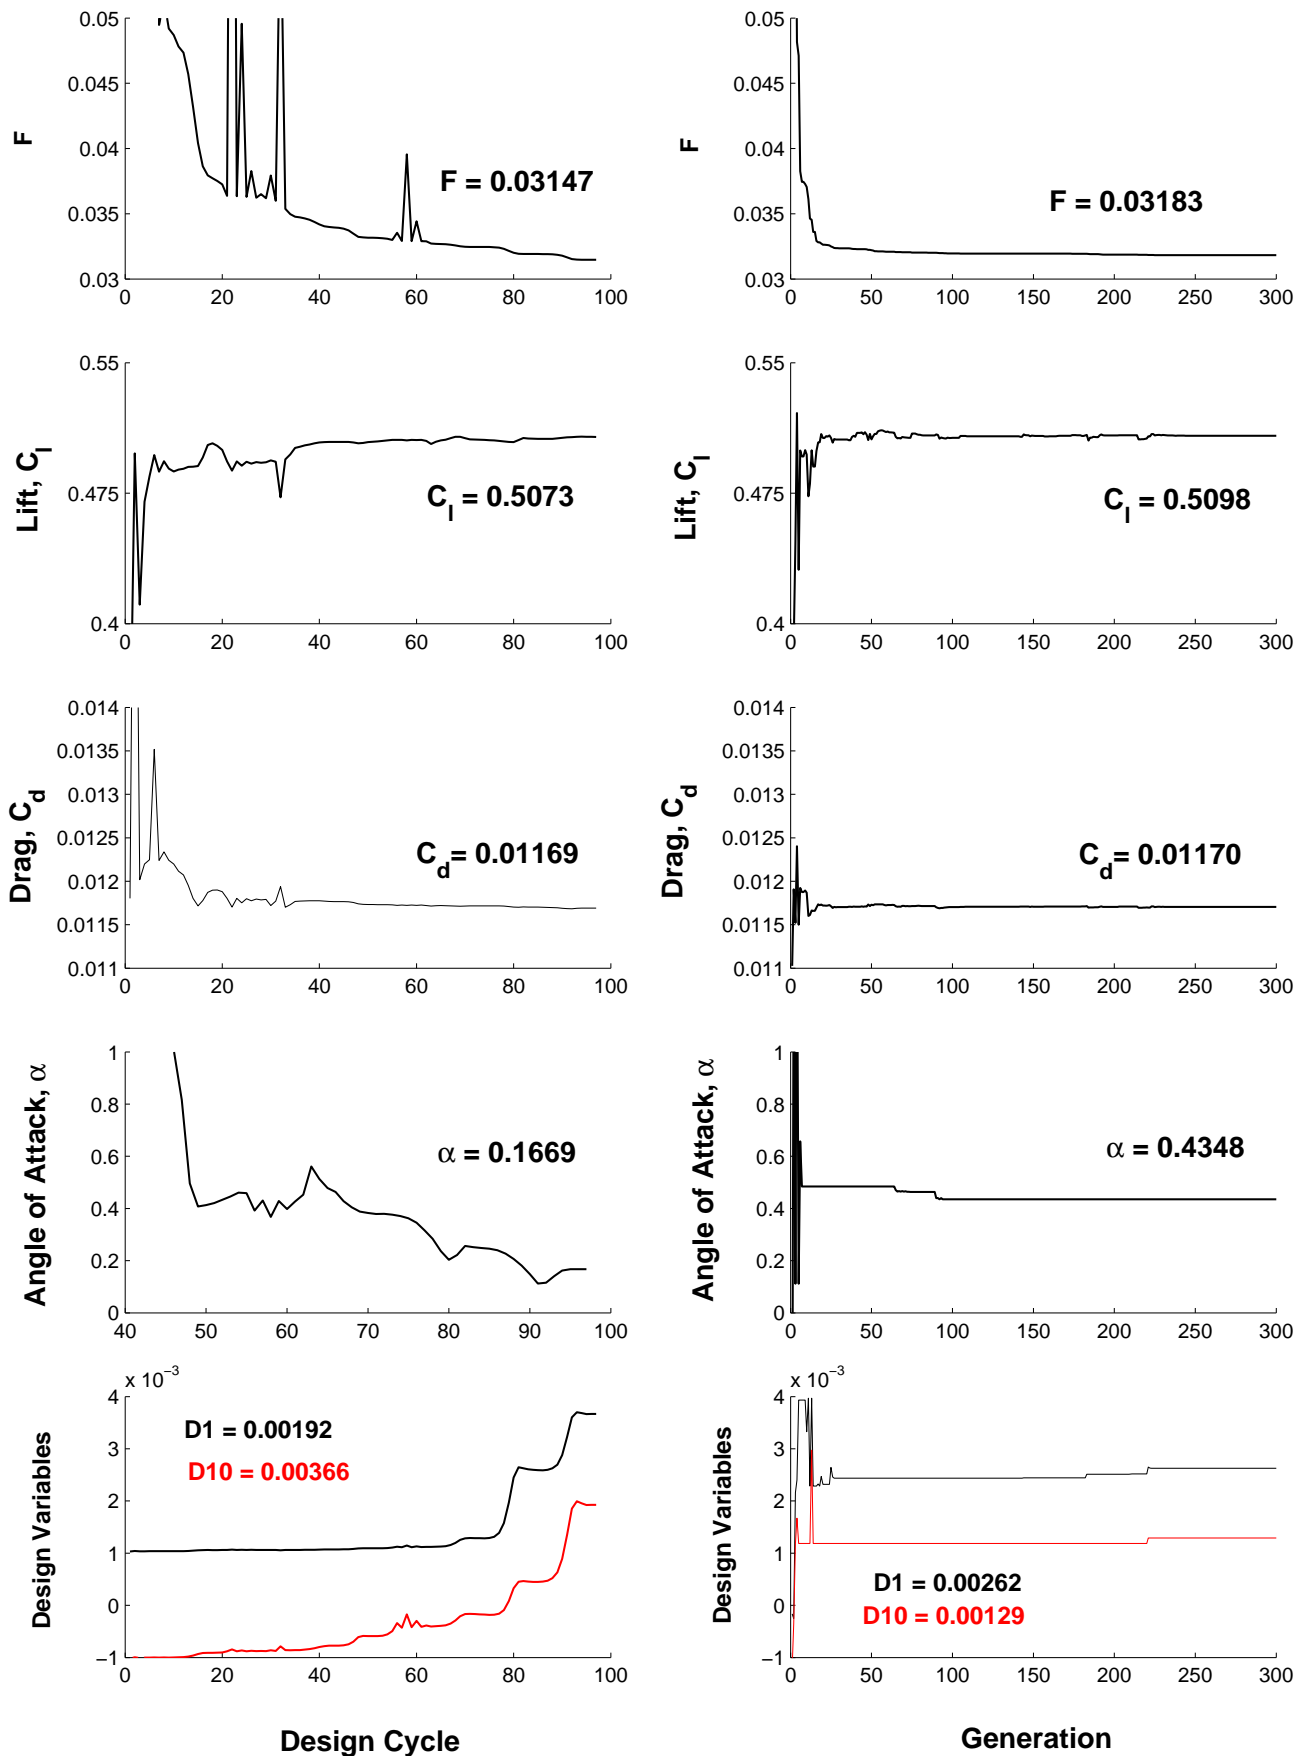 F
0.05
0.045
0.04
0.035
0.03
0 20 40 60 80 100
F = 0.03147
F
0.05
0.045
0.04
0.035
0.03
0 50 100 150 200 250 300
F = 0.03183
Lift, C_l
0.55
0.475
0.4
0 20 40 60 80 100
C_l = 0.5073
Lift, C_l
0.55
0.475
0.4
0 50 100 150 200 250 300
C_l = 0.5098
Drag, C_d
0.014
0.0135
0.013
0.0125
0.012
0.0115
0.011
0 20 40 60 80 100
C_d= 0.01169
Drag, C_d
0.014
0.0135
0.013
0.0125
0.012
0.0115
0.011
0 50 100 150 200 250 300
C_d= 0.01170
Angle of Attack, α
1
0.8
0.6
0.4
0.2
0
40 50 60 70 80 90 100
α = 0.1669
Angle of Attack, α
1
0.8
0.6
0.4
0.2
0
0 50 100 150 200 250 300
α = 0.4348
Design Variables
x 10^−3
4
3
2
1
0
−1
0 20 40 60 80 100
D1 = 0.00192
D10 = 0.00366
Design Cycle
Design Variables
x 10^−3
4
3
2
1
0
−1
0 50 100 150 200 250 300
D1 = 0.00262
D10 = 0.00129
Generation